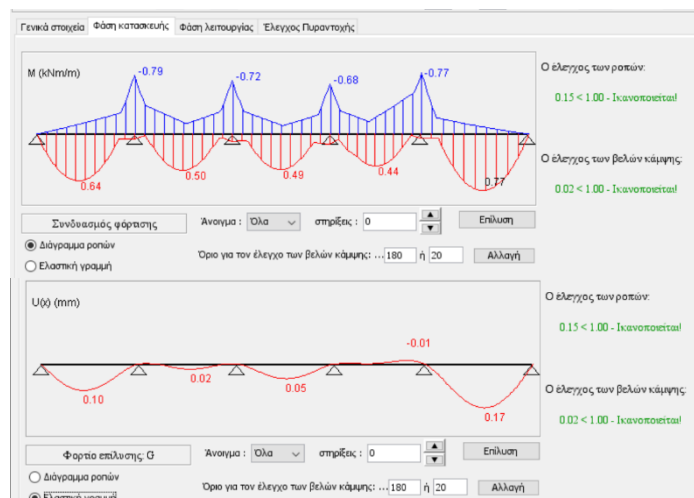 Γενικά στοιχεία Φάση κατασκευής Φάση λειτουργίας Έλεγχος Πυραντοχής
M (kNm/m)
-0.79
-0.72
-0.68
-0.77
0.64
0.50
0.49
0.44
0.77
Ο έλεγχος των ροπών:
0.15 < 1.00 - Ικανοποιείται!
Ο έλεγχος των βελών κάμψης:
0.02 < 1.00 - Ικανοποιείται!
Συνδυασμός φόρτισης
Άνοιγμα : Όλα στηρίξεις : 0 Επίλυση
Διάγραμμα ροπών
Ελαστική γραμμή
Όριο για τον έλεγχο των βελών κάμψης: ... 180 ή 20 Αλλαγή
U(x) (mm)
-0.01
0.10
0.02
0.05
0.17
Ο έλεγχος των ροπών:
0.15 < 1.00 - Ικανοποιείται!
Ο έλεγχος των βελών κάμψης:
0.02 < 1.00 - Ικανοποιείται!
Φορτίο επίλυσης: G
Άνοιγμα : Όλα στηρίξεις : 0 Επίλυση
Διάγραμμα ροπών
Ελαστική γραμμή
Όριο για τον έλεγχο των βελών κάμψης: ... 180 ή 20 Αλλαγή